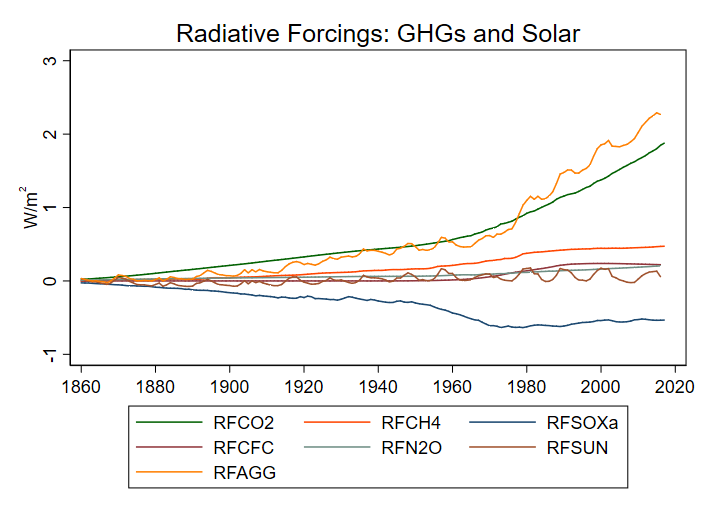 Radiative Forcings: GHGs and Solar
3
2
1
0
-1
W/m²
1860 1880 1900 1920 1940 1960 1980 2000 2020
RFCO2 RFCH4 RFSOXa
RFCFC RFN2O RFSUN
RFAGG